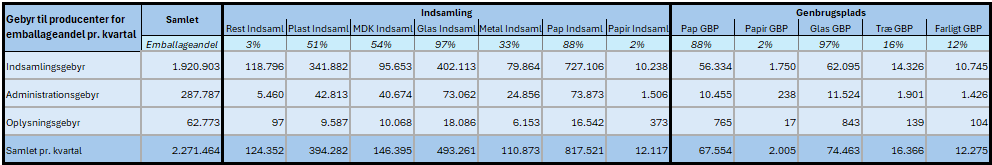 Gebyr til producenter for emballageandel pr. kvartal Samlet Indsamling Genbrugsplads
Rest Indsaml Plast Indsaml MDK Indsaml Glas Indsaml Metal Indsaml Pap Indsaml Papir Indsaml Pap GBP Papir GBP Glas GBP Træ GBP Farligt GBP
Emballageandel 3% 51% 54% 97% 33% 88% 2% 88% 2% 97% 16% 12%
Indsamlingsgebyr 1.920.903 118.796 341.882 95.653 402.113 79.864 727.106 10.238 56.334 1.750 62.095 14.326 10.745
Administrationsgebyr 287.787 5.460 42.813 40.674 73.062 24.856 73.873 1.506 10.455 238 11.524 1.901 1.426
Oplysningsgebyr 62.773 97 9.587 10.068 18.086 6.153 16.542 373 765 17 843 139 104
Samlet pr. kvartal 2.271.464 124.352 394.282 146.395 493.261 110.873 817.521 12.117 67.554 2.005 74.463 16.366 12.275